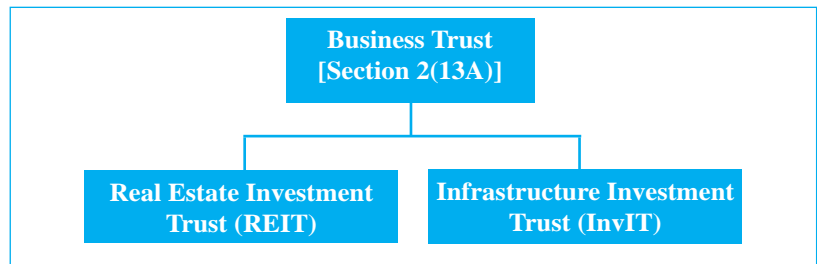 Business Trust
[Section 2(13A)]
Real Estate Investment
Trust (REIT)
Infrastructure Investment
Trust (InvIT)